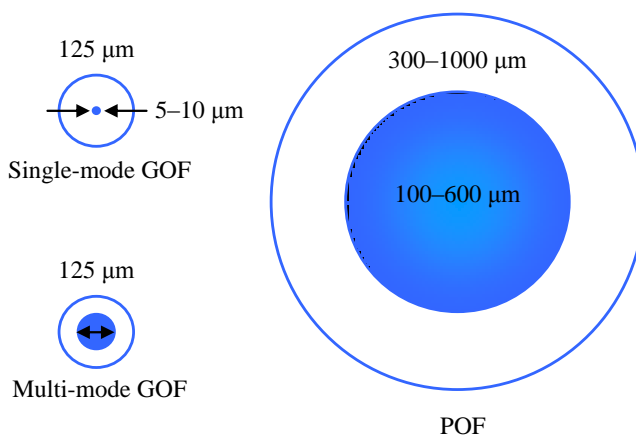 125 μm
5–10 μm
Single-mode GOF
125 μm
Multi-mode GOF
300–1000 μm
100–600 μm
POF